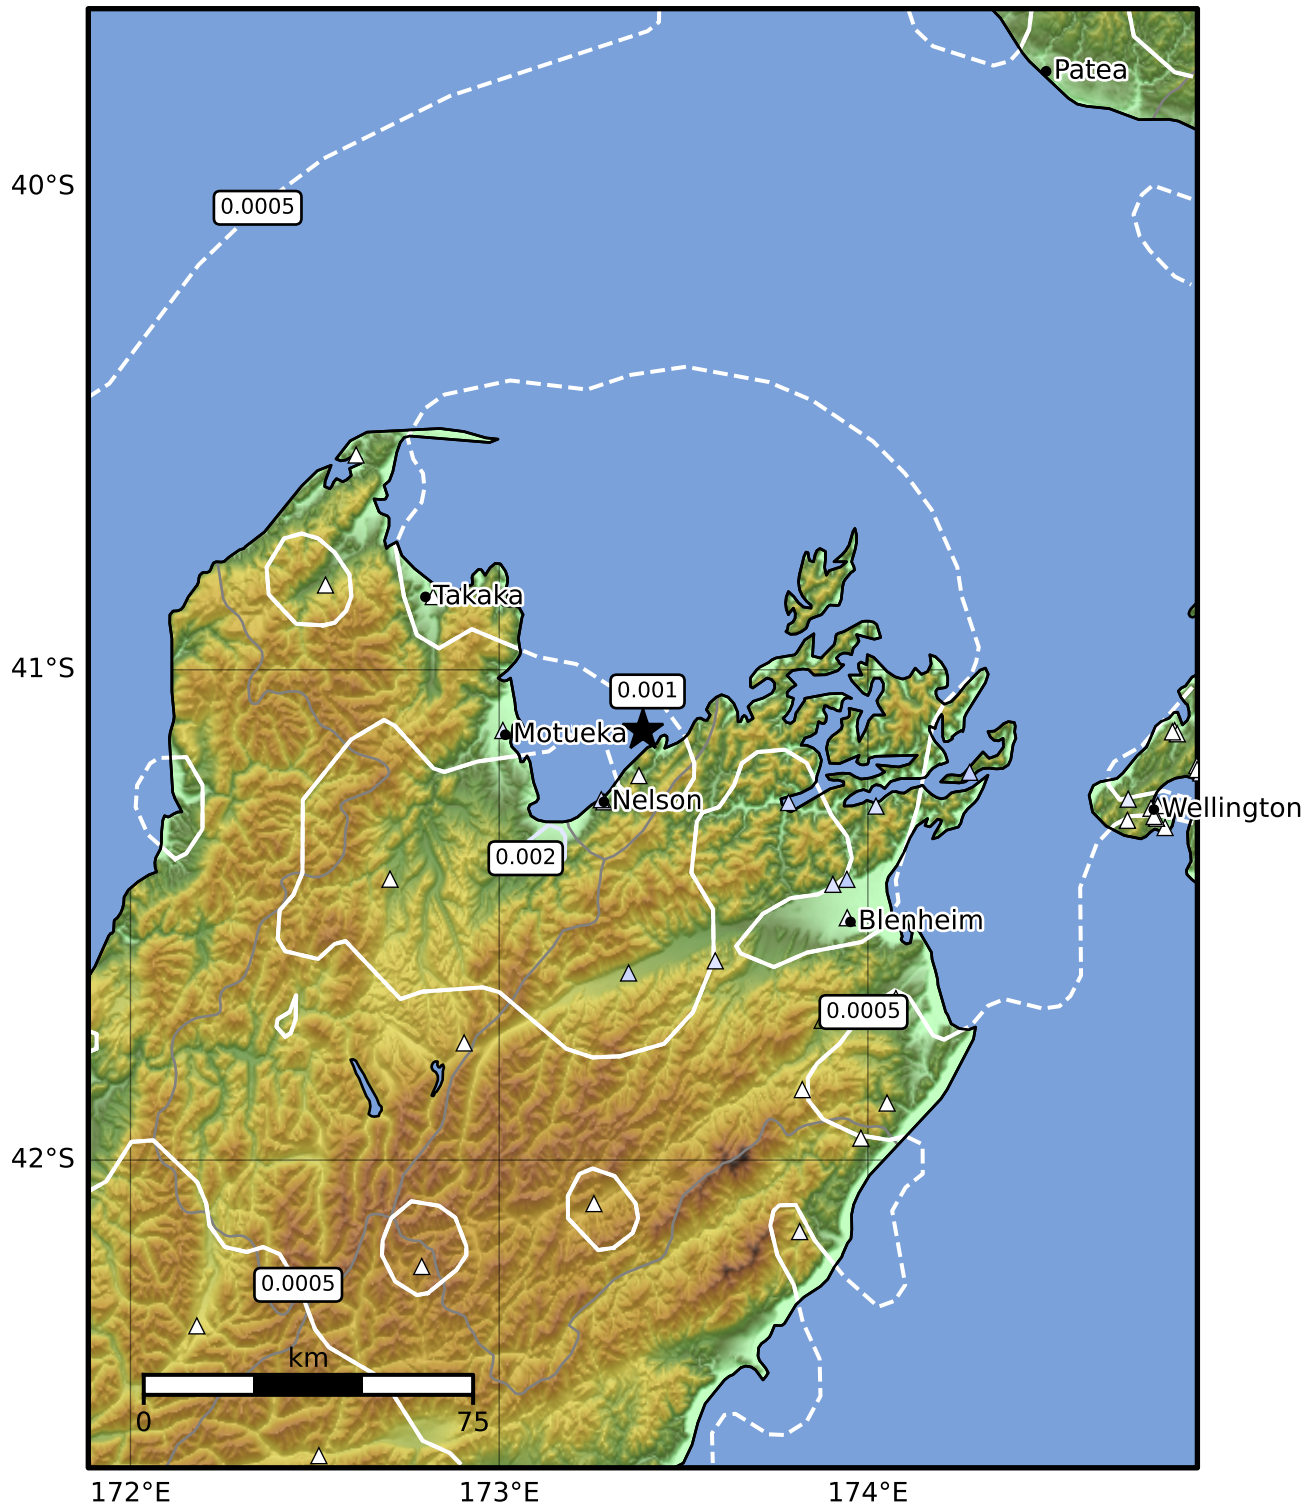 Patea
40°S
0.0005
Takaka
41°S
0.001
Motueka
Nelson
Wellington
0.002
Blenheim
0.0005
42°S
0.0005
km
0 75
172°E 173°E 174°E